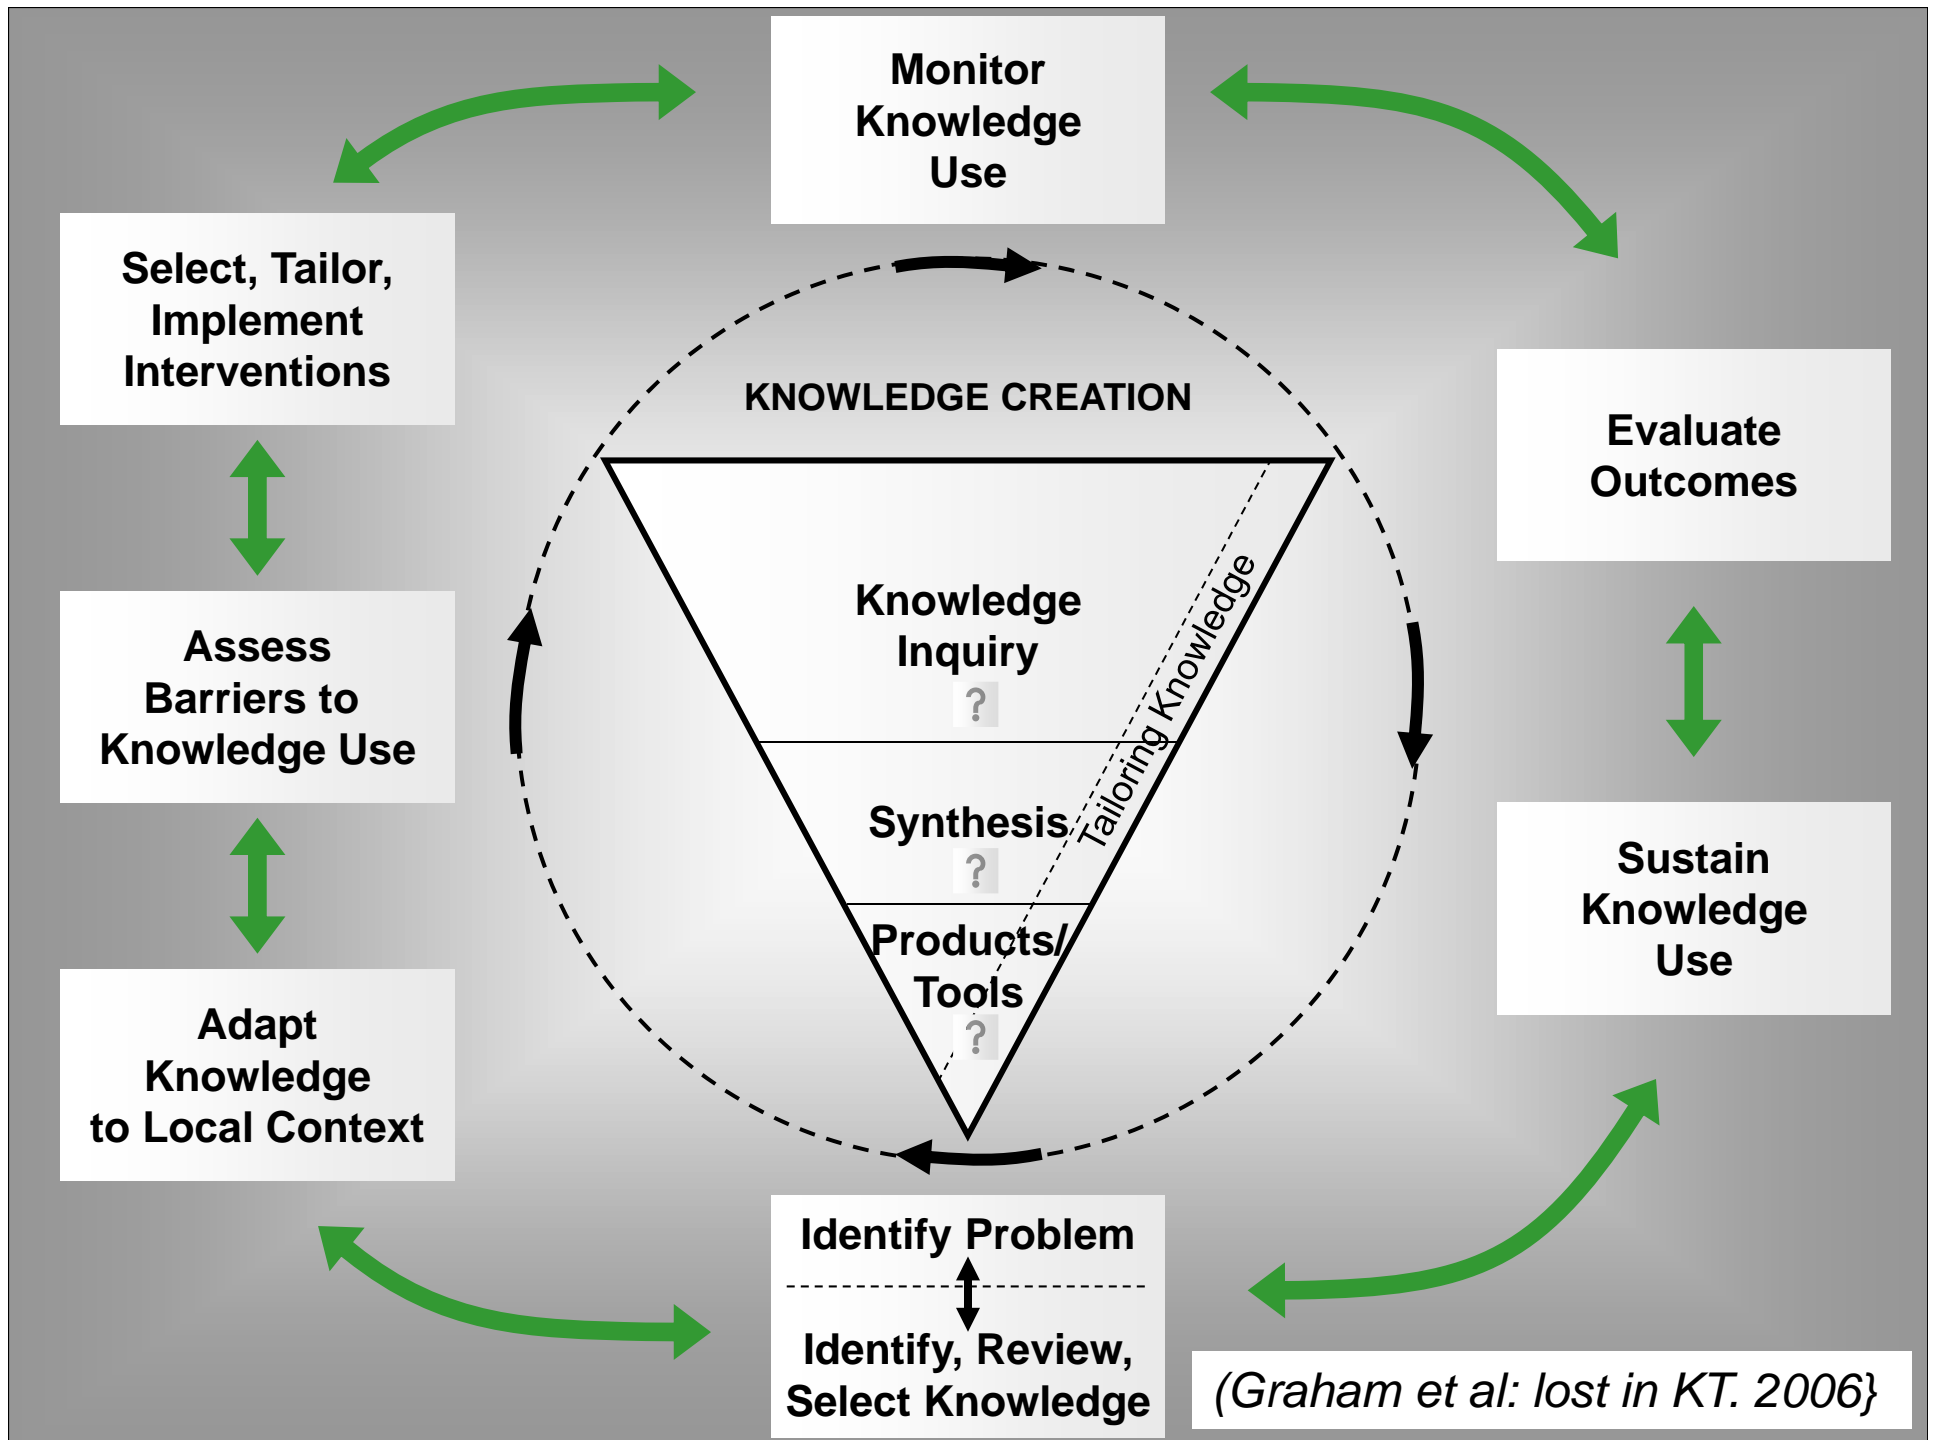 Monitor
Knowledge
Use
Select, Tailor,
Implement
Interventions
KNOWLEDGE CREATION
Evaluate
Outcomes
Knowledge
Inquiry
?
Tailoring Knowledge
Assess
Barriers to
Knowledge Use
Synthesis
?
Sustain
Knowledge
Use
Products/
Tools
?
Adapt
Knowledge
to Local Context
Identify Problem
Identify, Review,
Select Knowledge
(Graham et al: lost in KT. 2006}